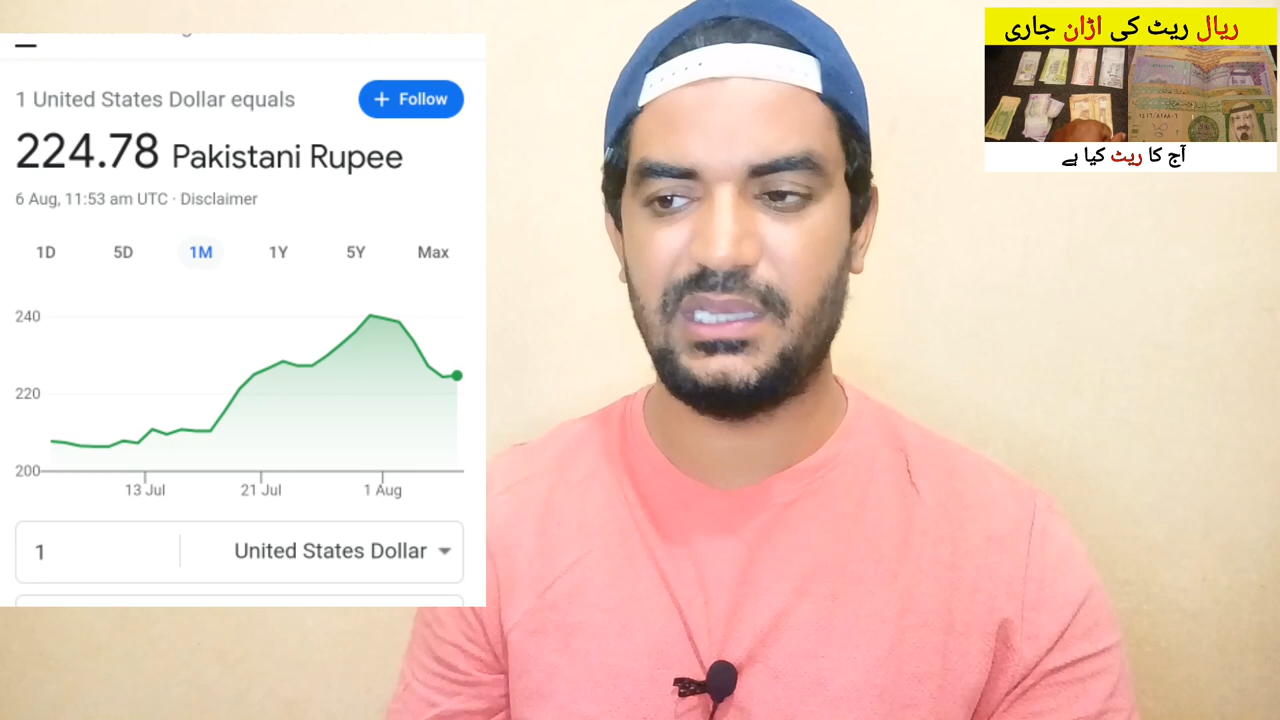 1 United States Dollar equals
+ Follow
224.78 Pakistani Rupee
6 Aug, 11:53 am UTC · Disclaimer
1D 5D 1M 1Y 5Y Max
240
220
200
13 Jul 21 Jul 1 Aug
1 United States Dollar
ریال ریٹ کی اڑان جاری
آج کا ریٹ کیا ہے